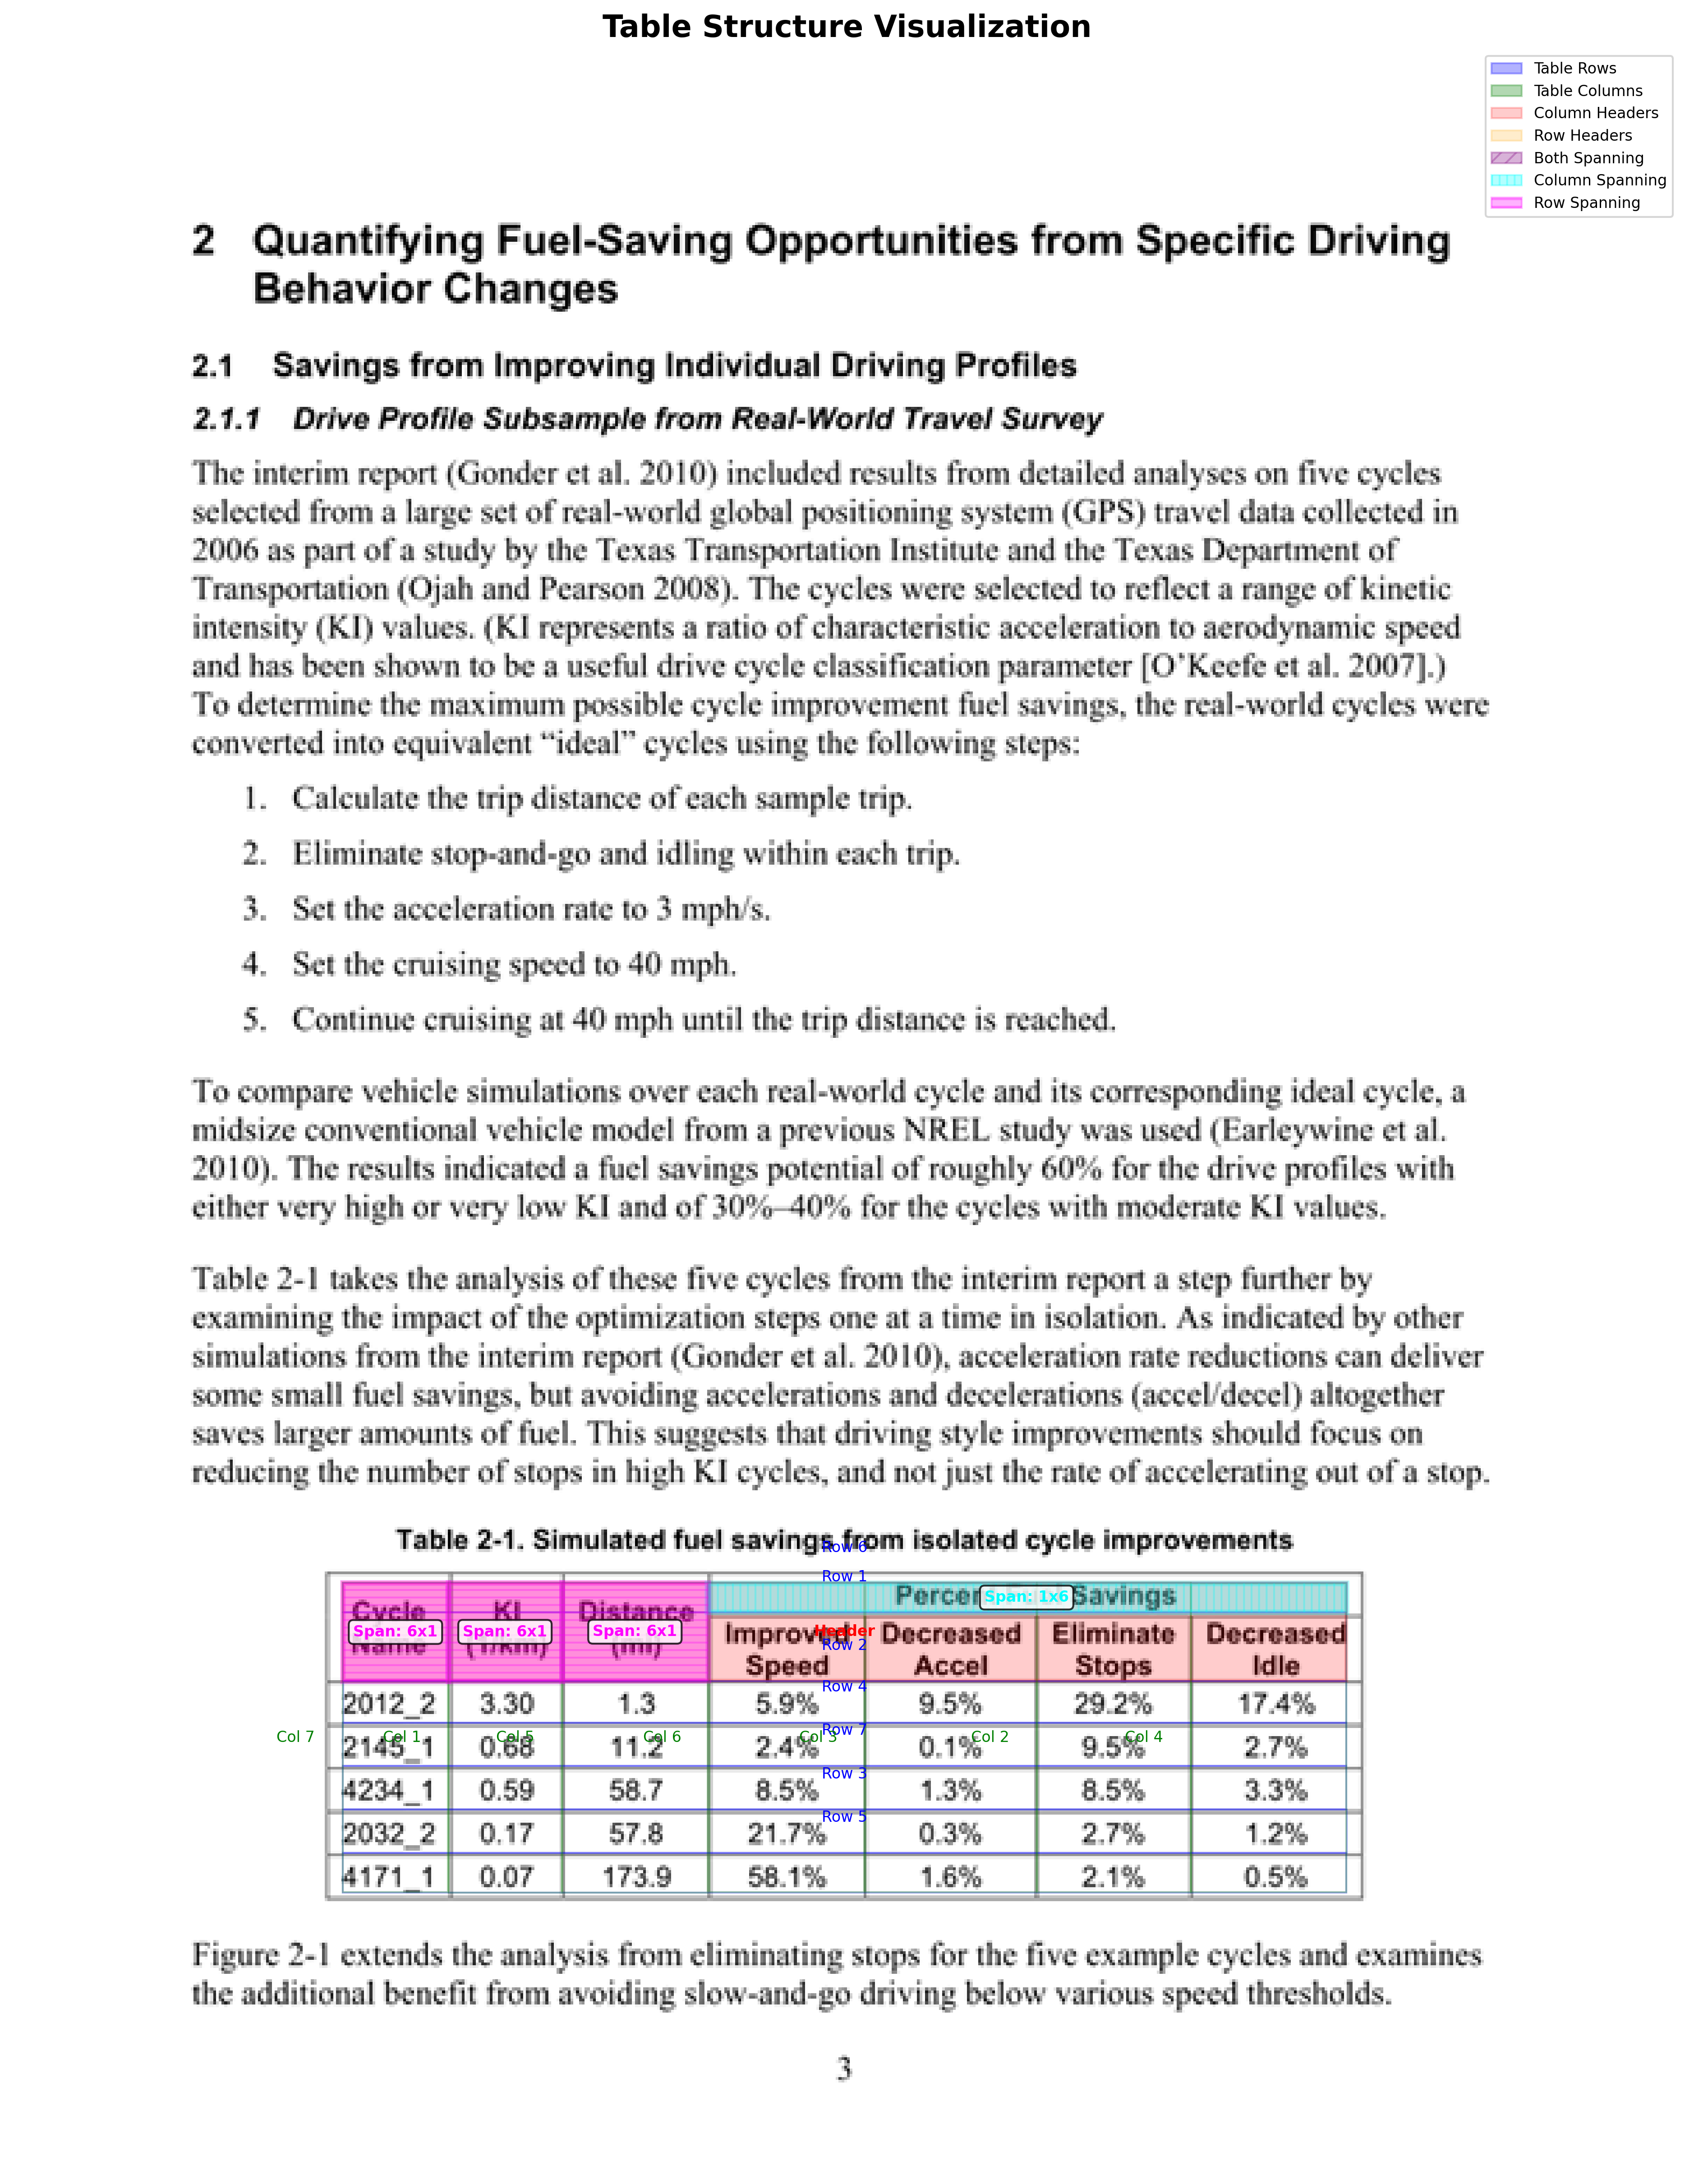 Table Structure Visualization
Table Rows
Table Columns
Column Headers
Row Headers
Both Spanning
Column Spanning
Row Spanning
2 Quantifying Fuel-Saving Opportunities from Specific Driving
Behavior Changes
2.1 Savings from Improving Individual Driving Profiles
2.1.1 Drive Profile Subsample from Real-World Travel Survey
The interim report (Gonder et al. 2010) included results from detailed analyses on five cycles
selected from a large set of real-world global positioning system (GPS) travel data collected in
2006 as part of a study by the Texas Transportation Institute and the Texas Department of
Transportation (Ojah and Pearson 2008). The cycles were selected to reflect a range of kinetic
intensity (KI) values. (KI represents a ratio of characteristic acceleration to aerodynamic speed
and has been shown to be a useful drive cycle classification parameter [O’Keefe et al. 2007].)
To determine the maximum possible cycle improvement fuel savings, the real-world cycles were
converted into equivalent “ideal” cycles using the following steps:
1. Calculate the trip distance of each sample trip.
2. Eliminate stop-and-go and idling within each trip.
3. Set the acceleration rate to 3 mph/s.
4. Set the cruising speed to 40 mph.
5. Continue cruising at 40 mph until the trip distance is reached.
To compare vehicle simulations over each real-world cycle and its corresponding ideal cycle, a
midsize conventional vehicle model from a previous NREL study was used (Earleywine et al.
2010). The results indicated a fuel savings potential of roughly 60% for the drive profiles with
either very high or very low KI and of 30%–40% for the cycles with moderate KI values.
Table 2-1 takes the analysis of these five cycles from the interim report a step further by
examining the impact of the optimization steps one at a time in isolation. As indicated by other
simulations from the interim report (Gonder et al. 2010), acceleration rate reductions can deliver
some small fuel savings, but avoiding accelerations and decelerations (accel/decel) altogether
saves larger amounts of fuel. This suggests that driving style improvements should focus on
reducing the number of stops in high KI cycles, and not just the rate of accelerating out of a stop.
Table 2-1. Simulated fuel savings from isolated cycle improvements
Row 6
Row 1
Percent Savings
Span: 1x6
Cycle KI Distance
Span: 6x1 Span: 6x1 Span: 6x1
Name (1/km) (mi)
Improved Decreased Eliminate Decreased
Header
Row 2
Speed Accel Stops Idle
Row 4
2012_2 3.30 1.3 5.9% 9.5% 29.2% 17.4%
Row 7
Col 7 Col 1 Col 5 Col 6 Col 3 Col 2 Col 4
2145_1 0.68 11.2 2.4% 0.1% 9.5% 2.7%
Row 3
4234_1 0.59 58.7 8.5% 1.3% 8.5% 3.3%
Row 5
2032_2 0.17 57.8 21.7% 0.3% 2.7% 1.2%
4171_1 0.07 173.9 58.1% 1.6% 2.1% 0.5%
Figure 2-1 extends the analysis from eliminating stops for the five example cycles and examines
the additional benefit from avoiding slow-and-go driving below various speed thresholds.
3